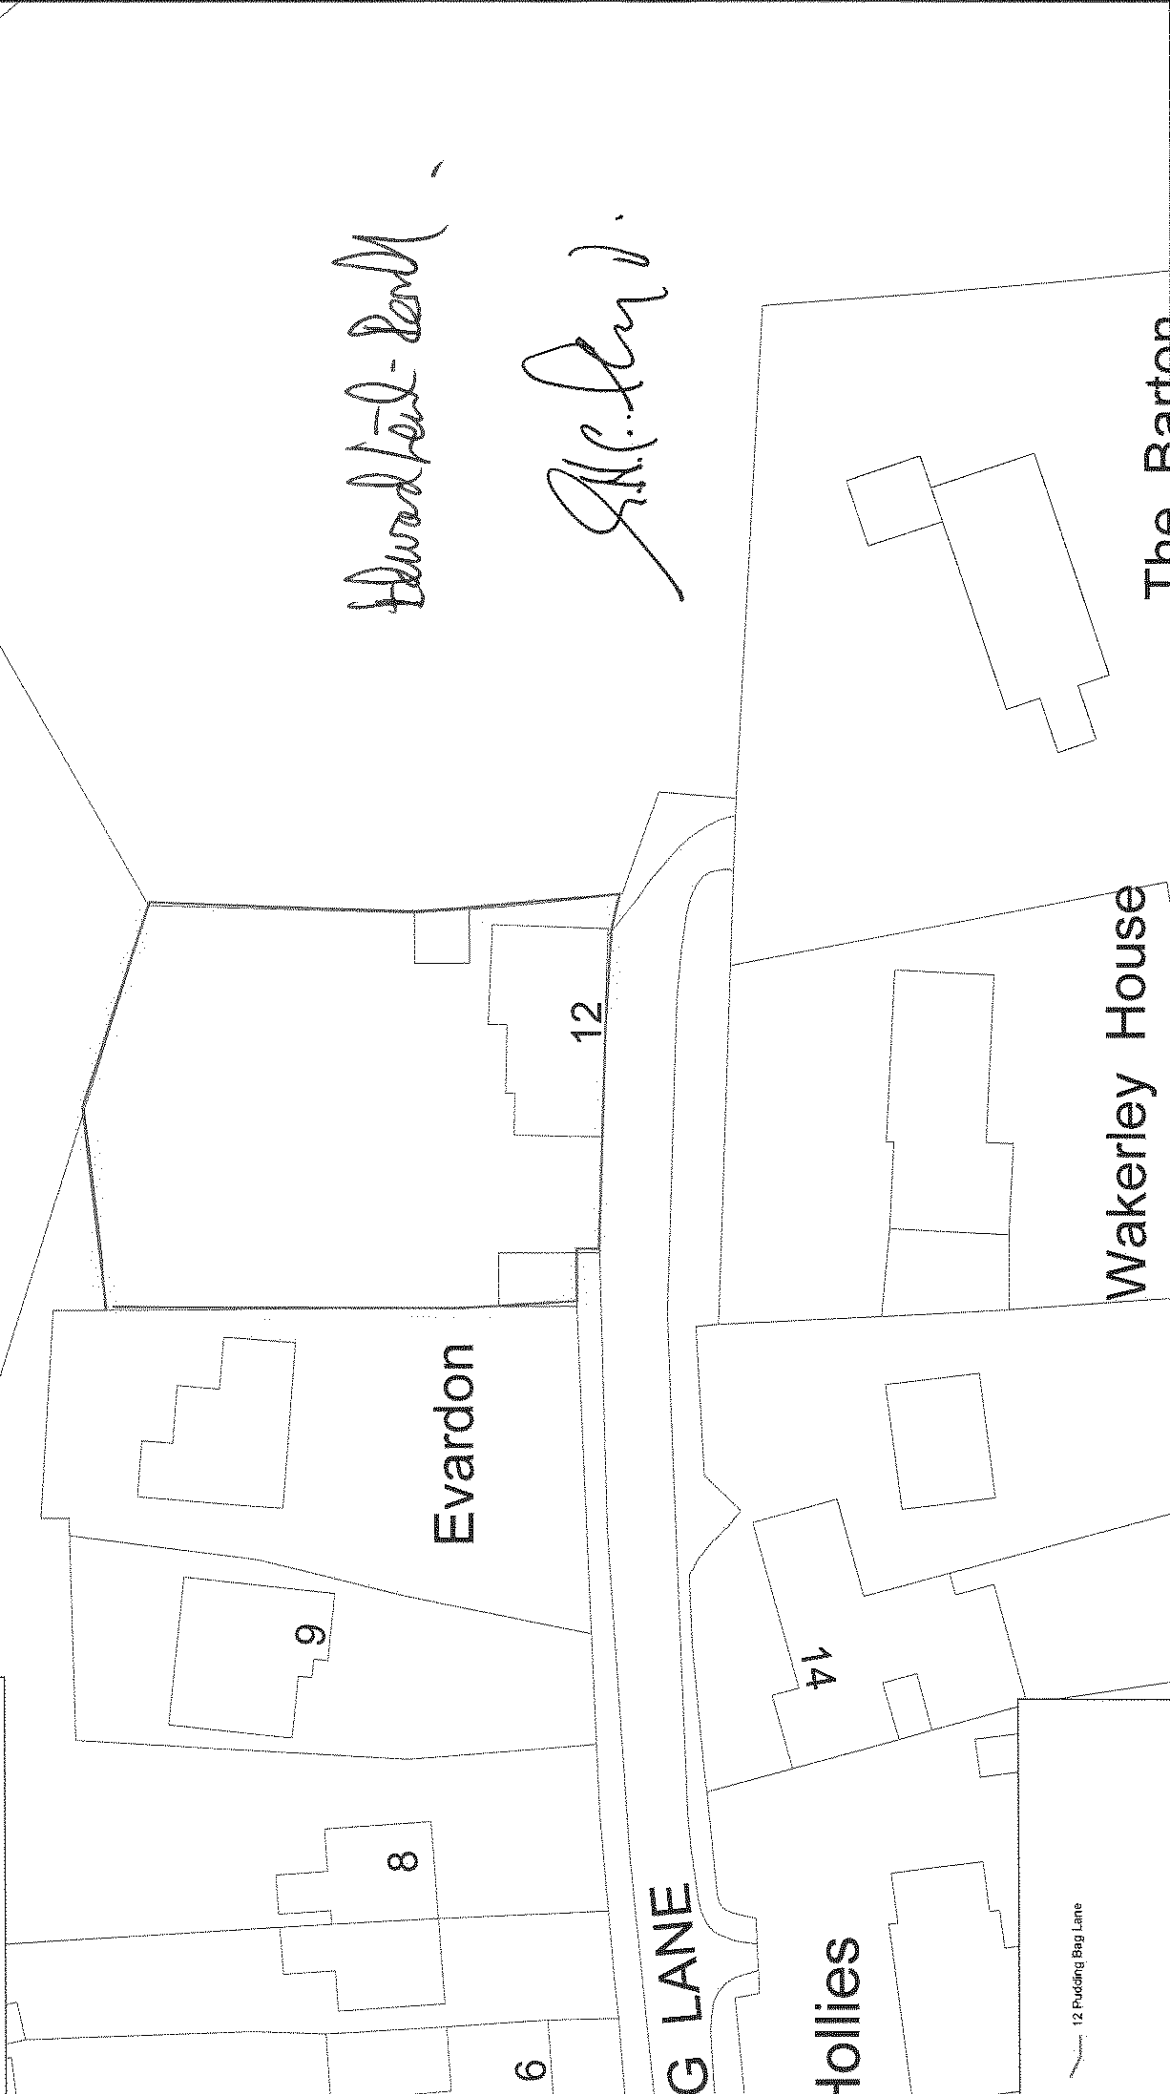 The Barton
Wakerley House
12
Evardon
9
14
8
G LANE
Hollies
6
12 Pudding Bag Lane